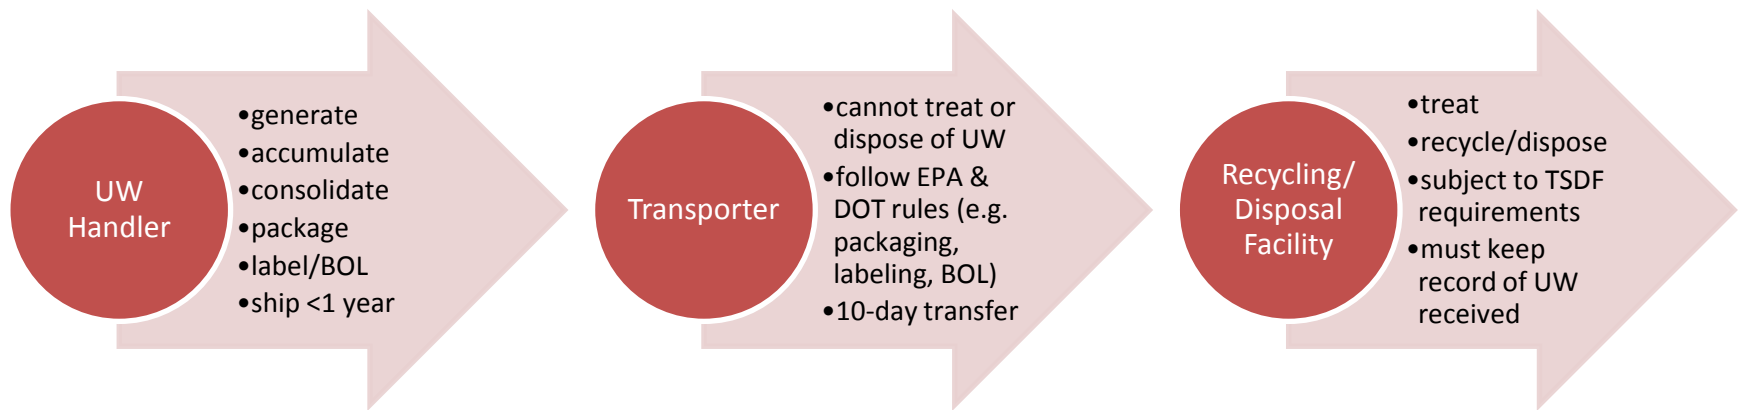 UW
Handler
•generate
•accumulate
•consolidate
•package
•label/BOL
•ship <1 year
Transporter
•cannot treat or
dispose of UW
•follow EPA &
DOT rules (e.g.
packaging,
labeling, BOL)
•10-day transfer
Recycling/
Disposal
Facility
•treat
•recycle/dispose
•subject to TSDF
requirements
•must keep
record of UW
received